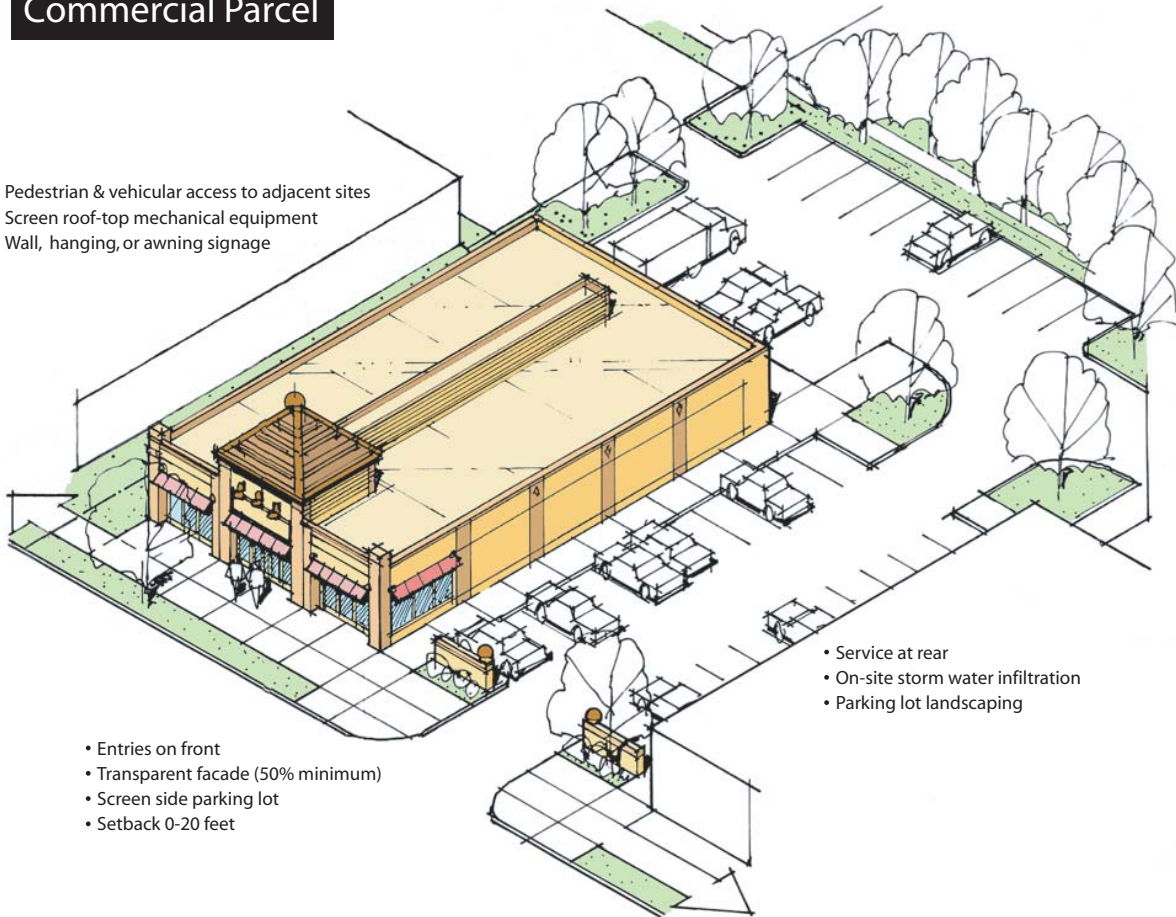 Commercial Parcel
Pedestrian & vehicular access to adjacent sites
Screen roof-top mechanical equipment
Wall, hanging, or awning signage
• Service at rear
• On-site storm water infiltration
• Parking lot landscaping
• Entries on front
• Transparent facade (50% minimum)
• Screen side parking lot
• Setback 0-20 feet